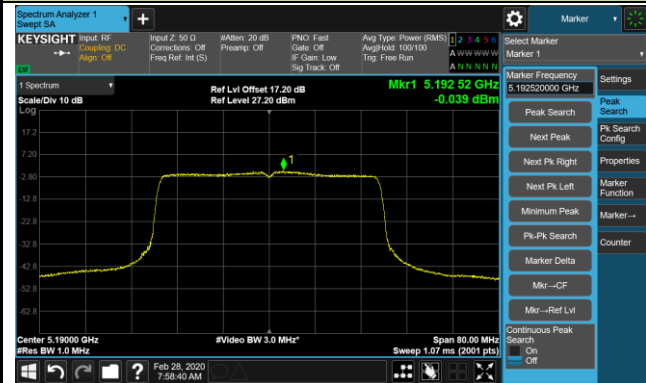 Spectrum Analyzer 1
Swept SA
Marker
KEYSIGHT
Input: RF
Coupling: DC
Align: Off
Input Z: 50 Ω
Corrections: Off
Freq Ref: Int (S)
#Atten: 20 dB
Preamp: Off
PNO: Fast
Gate: Off
IF Gain: Low
Sig Track: Off
Avg Type: Power (RMS)
Avg|Hold: 100/100
Trig: Free Run
1 2 3 4 5 6
A W W W W W
A N N N N N
Select Marker
Marker 1
1 Spectrum
Scale/Div 10 dB
Log
Ref Lvl Offset 17.20 dB
Ref Level 27.20 dBm
Mkr1 5.192 52 GHz
-0.039 dBm
17.2
7.20
-2.80
-12.8
-22.8
-32.8
-42.8
-52.8
-62.8
1
Center 5.19000 GHz
#Res BW 1.0 MHz
#Video BW 3.0 MHz*
Span 80.00 MHz
Sweep 1.07 ms (2001 pts)
Marker Frequency
5.192520000 GHz
Peak Search
Next Peak
Next Pk Right
Next Pk Left
Minimum Peak
Pk-Pk Search
Marker Delta
Mkr→CF
Mkr→Ref Lvl
Continuous Peak
Search
On
Off
Settings
Peak
Search
Pk Search
Config
Properties
Marker
Function
Marker→
Counter
?
Feb 28, 2020
7:58:40 AM